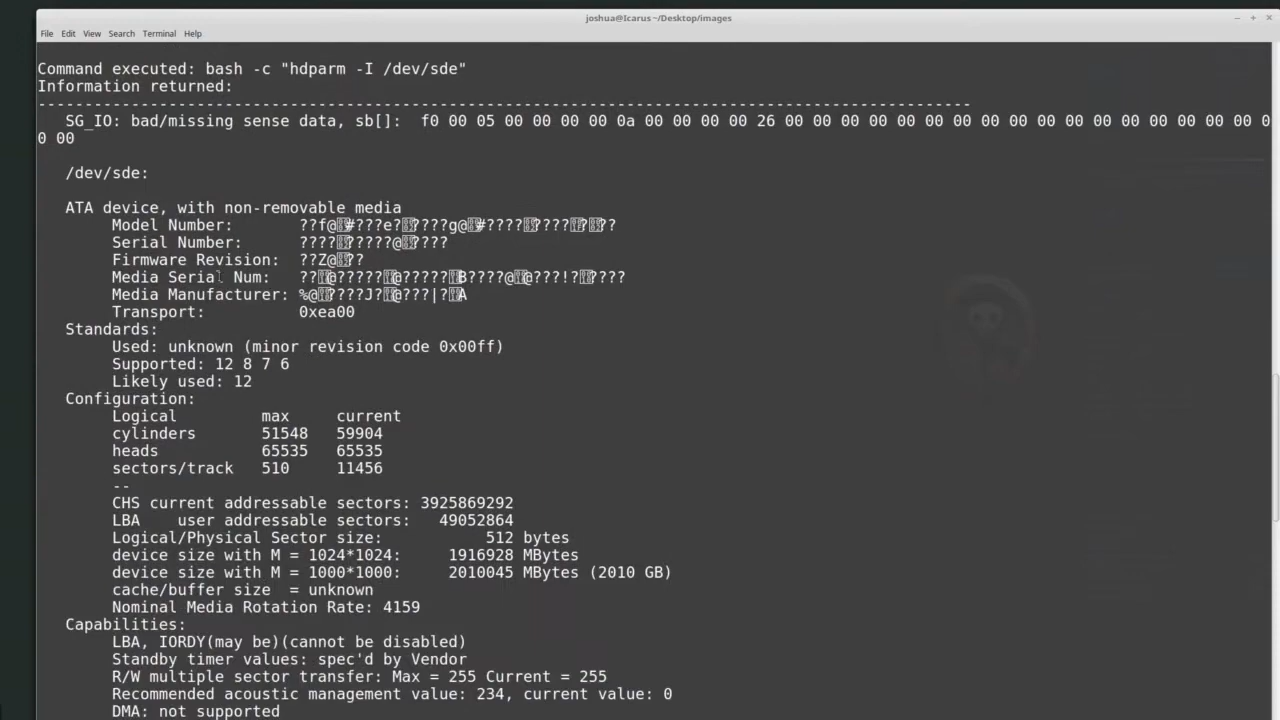 joshua@Icarus ~/Desktop/images
File Edit View Search Terminal Help
Command executed: bash -c "hdparm -I /dev/sde"
Information returned:
--------------------------------------------------------------------------------------------------
SG_IO: bad/missing sense data, sb[]: f0 00 05 00 00 00 00 0a 00 00 00 00 26 00 00 00 00 00 00 00 00 00 00 00 00 00 00 00 00 00 0
0 00
/dev/sde:
ATA device, with non-removable media
Model Number:
Serial Number:
Firmware Revision:
Media Serial Num:
Media Manufacturer:
Transport: 0xea00
Standards:
Used: unknown (minor revision code 0x00ff)
Supported: 12 8 7 6
Likely used: 12
Configuration:
Logical max current
cylinders 51548 59904
heads 65535 65535
sectors/track 510 11456
--
CHS current addressable sectors: 3925869292
LBA user addressable sectors: 49052864
Logical/Physical Sector size: 512 bytes
device size with M = 1024*1024: 1916928 MBytes
device size with M = 1000*1000: 2010045 MBytes (2010 GB)
cache/buffer size = unknown
Nominal Media Rotation Rate: 4159
Capabilities:
LBA, IORDY(may be)(cannot be disabled)
Standby timer values: spec'd by Vendor
R/W multiple sector transfer: Max = 255 Current = 255
Recommended acoustic management value: 234, current value: 0
DMA: not supported